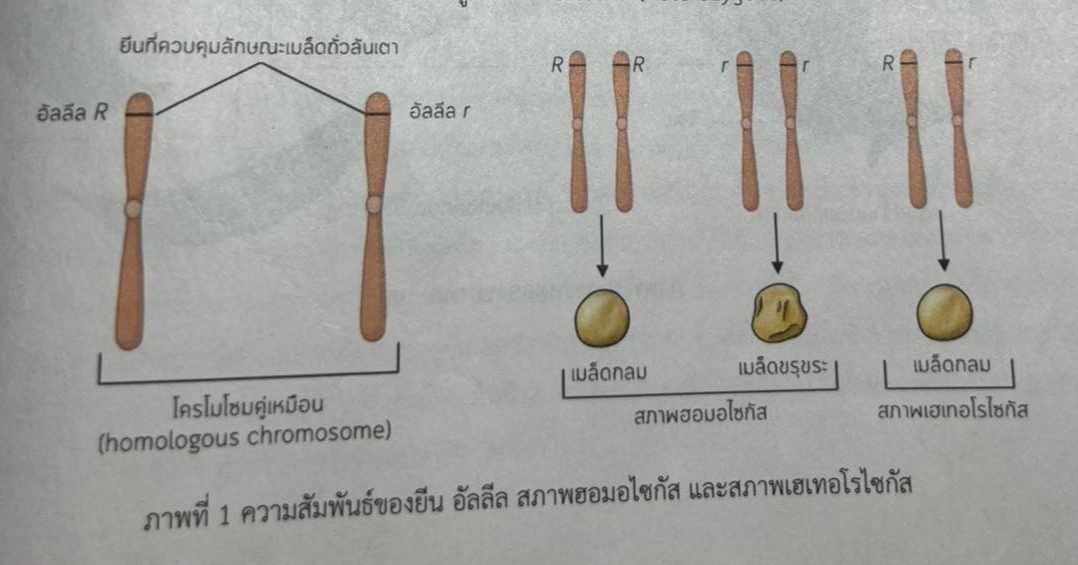 ยีนที่ควบคุมลักษณะเมล็ดถั่วลันเตา
อัลลีล R
อัลลีล r
โครโมโซมคู่เหมือน
(homologous chromosome)
R R
r r
R r
เมล็ดกลม
เมล็ดขรุขระ
เมล็ดกลม
สภาพฮอมอไซกัส
สภาพเฮเทอโรไซกัส
ภาพที่ 1 ความสัมพันธ์ของยีน อัลลีล สภาพฮอมอไซกัส และสภาพเฮเทอโรไซกัส